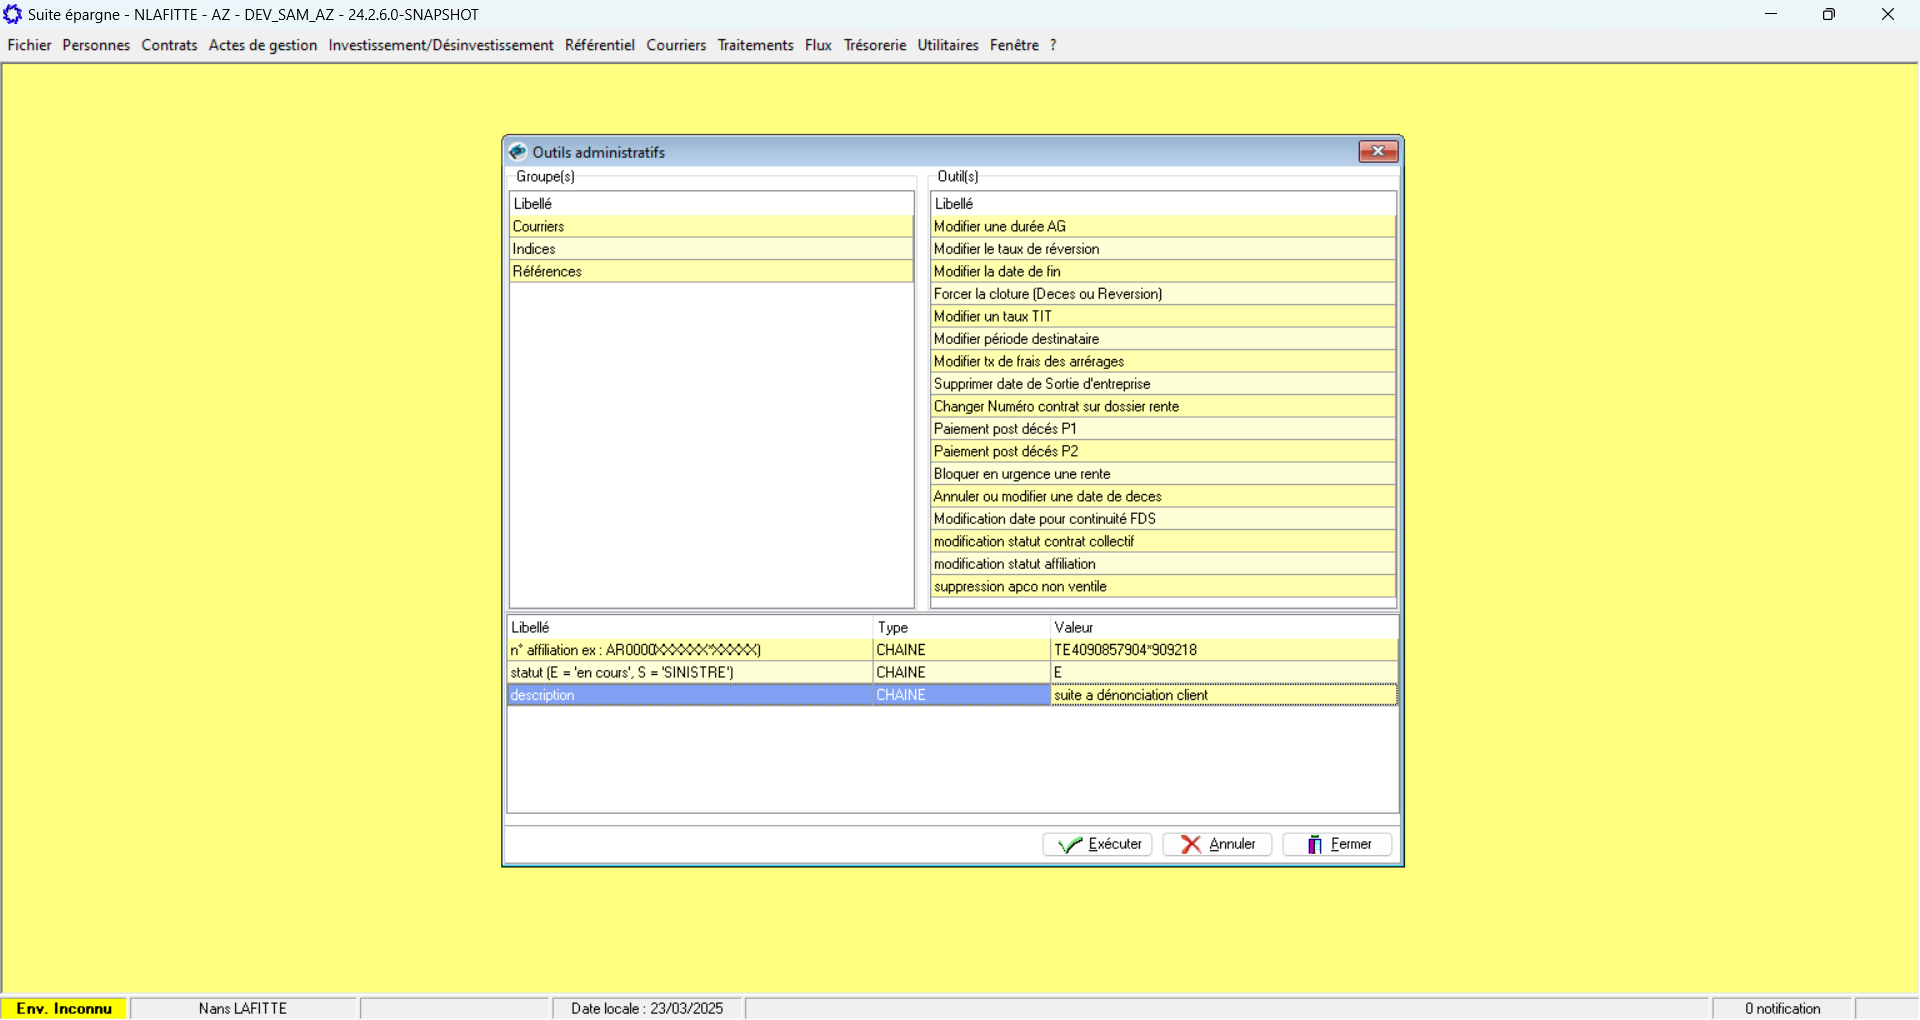 Suite épargne - NLAFITTE - AZ - DEV_SAM_AZ - 24.2.6.0-SNAPSHOT
Fichier Personnes Contrats Actes de gestion Investissement/Désinvestissement Référentiel Courriers Traitements Flux Trésorerie Utilitaires Fenêtre ?
Outils administratifs
Groupe(s)
Libellé
Courriers
Indices
Références
Outil(s)
Libellé
Modifier une durée AG
Modifier le taux de réversion
Modifier la date de fin
Forcer la cloture (Deces ou Reversion)
Modifier un taux TIT
Modifier période destinataire
Modifier tx de frais des arrérages
Supprimer date de Sortie d'entreprise
Changer Numéro contrat sur dossier rente
Paiement post décés P1
Paiement post décés P2
Bloquer en urgence une rente
Annuler ou modifier une date de deces
Modification date pour continuité FDS
modification statut contrat collectif
modification statut affiliation
suppression apco non ventile
Libellé Type Valeur
n° affiliation ex : AR0000XXXXXX*XXXXX) CHAINE TE4090857904*909218
statut (E = 'en cours', S = 'SINISTRE') CHAINE E
description CHAINE suite a dénonciation client
Exécuter Annuler Fermer
Env. Inconnu Nans LAFITTE Date locale : 23/03/2025 0 notification